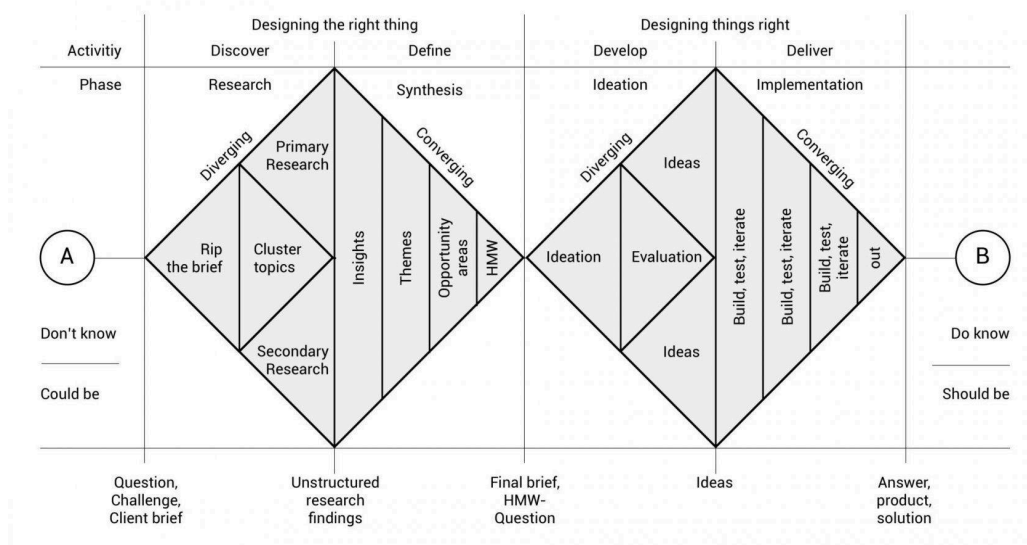 Designing the right thing
Designing things right
Activitiy
Discover
Define
Develop
Deliver
Phase
Research
Synthesis
Ideation
Implementation
Diverging
Converging
Diverging
Converging
Primary
Research
Rip
the brief
Cluster
topics
Secondary
Research
Insights
Themes
Opportunity
areas
HMW
Ideas
Ideation
Evaluation
Ideas
Build, test, iterate
Build, test, iterate
Build, test,
iterate
out
A
B
Don't know
Could be
Do know
Should be
Question,
Challenge,
Client brief
Unstructured
research
findings
Final brief,
HMW-
Question
Ideas
Answer,
product,
solution